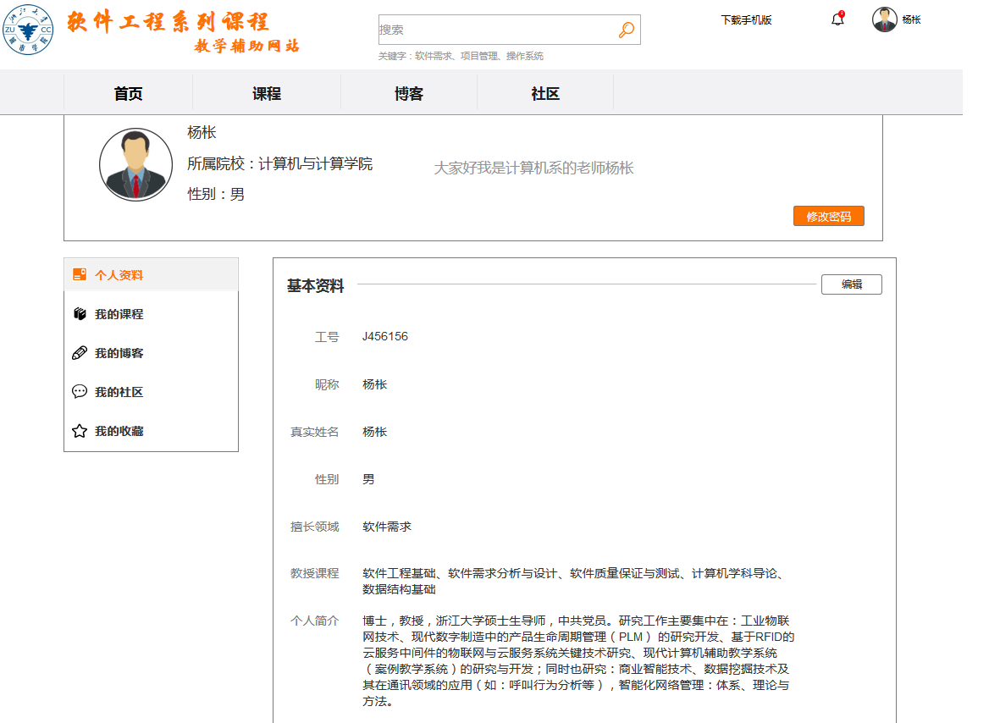 浙江大学
ZU CC
城市学院
软件工程系列课程
教学辅助网站
搜索
关键字：软件需求、项目管理、操作系统
下载手机版
杨枨
首页
课程
博客
社区
杨枨
所属院校：计算机与计算学院
性别：男
大家好我是计算机系的老师杨枨
修改密码
个人资料
我的课程
我的博客
我的社区
我的收藏
基本资料
编辑
工号 J456156
昵称 杨枨
真实姓名 杨枨
性别 男
擅长领域 软件需求
教授课程 软件工程基础、软件需求分析与设计、软件质量保证与测试、计算机学科导论、
数据结构基础
个人简介 博士，教授，浙江大学硕士生导师，中共党员。研究工作主要集中在：工业物联
网技术、现代数字制造中的产品生命周期管理（PLM）的研究开发、基于RFID的
云服务中间件的物联网与云服务系统关键技术研究、现代计算机辅助教学系统
（案例教学系统）的研究与开发；同时也研究：商业智能技术、数据挖掘技术及
其在通讯领域的应用（如：呼叫行为分析等），智能化网络管理：体系、理论与
方法。